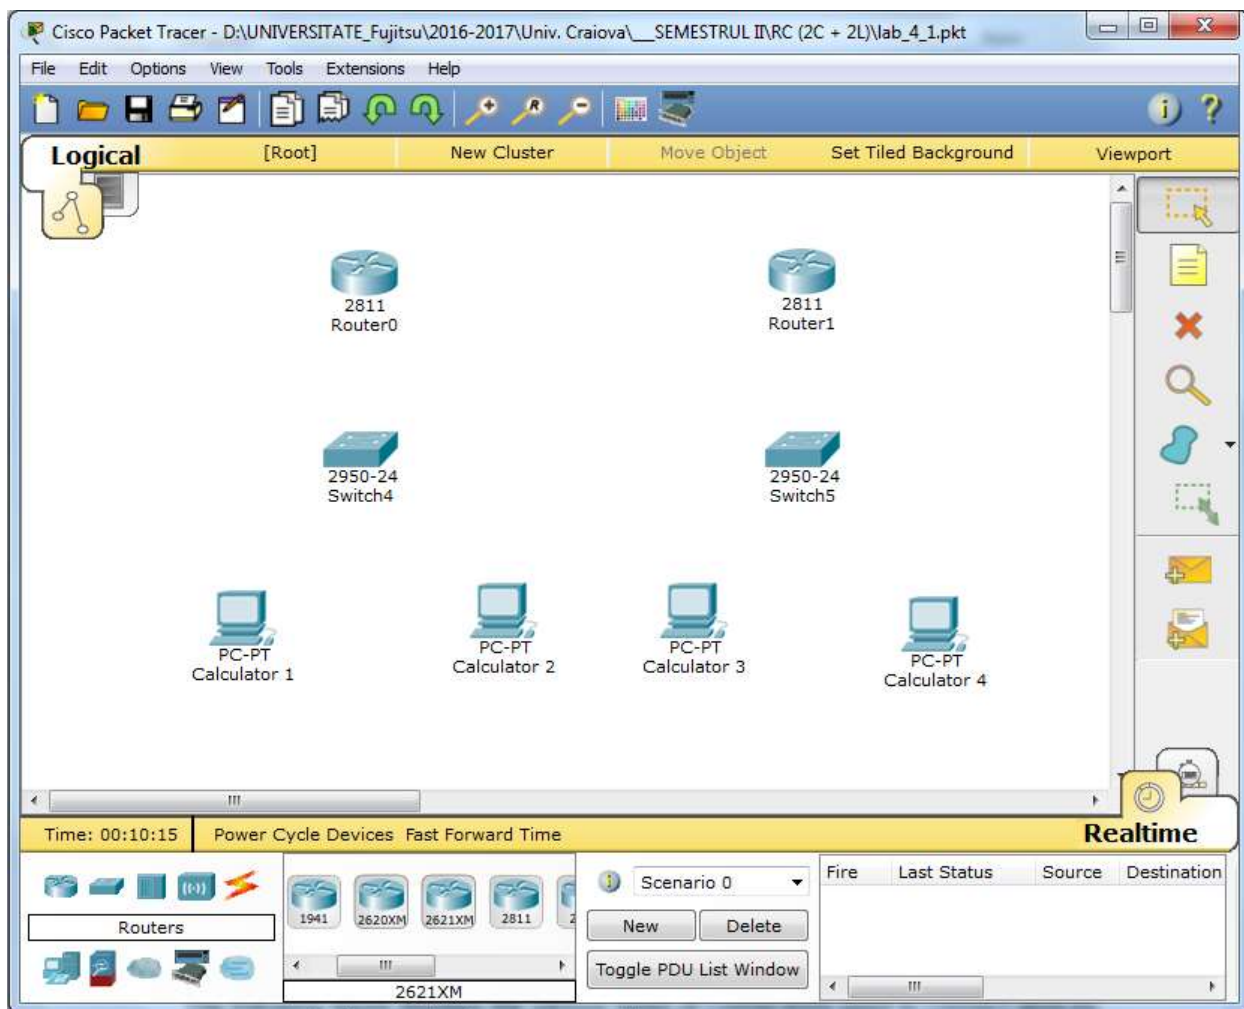 Cisco Packet Tracer - D:\UNIVERSITATE_Fujitsu\2016-2017\Univ. Craiova\__SEMESTRUL II\RC (2C + 2L)\lab_4_1.pkt
File Edit Options View Tools Extensions Help
Logical [Root] New Cluster Move Object Set Tiled Background Viewport
2811
Router0
2811
Router1
2950-24
Switch4
2950-24
Switch5
PC-PT
Calculator 1
PC-PT
Calculator 2
PC-PT
Calculator 3
PC-PT
Calculator 4
Time: 00:10:15 Power Cycle Devices Fast Forward Time Realtime
Routers
1941 2620XM 2621XM 2811 2
2621XM
Scenario 0
New Delete
Toggle PDU List Window
Fire Last Status Source Destination